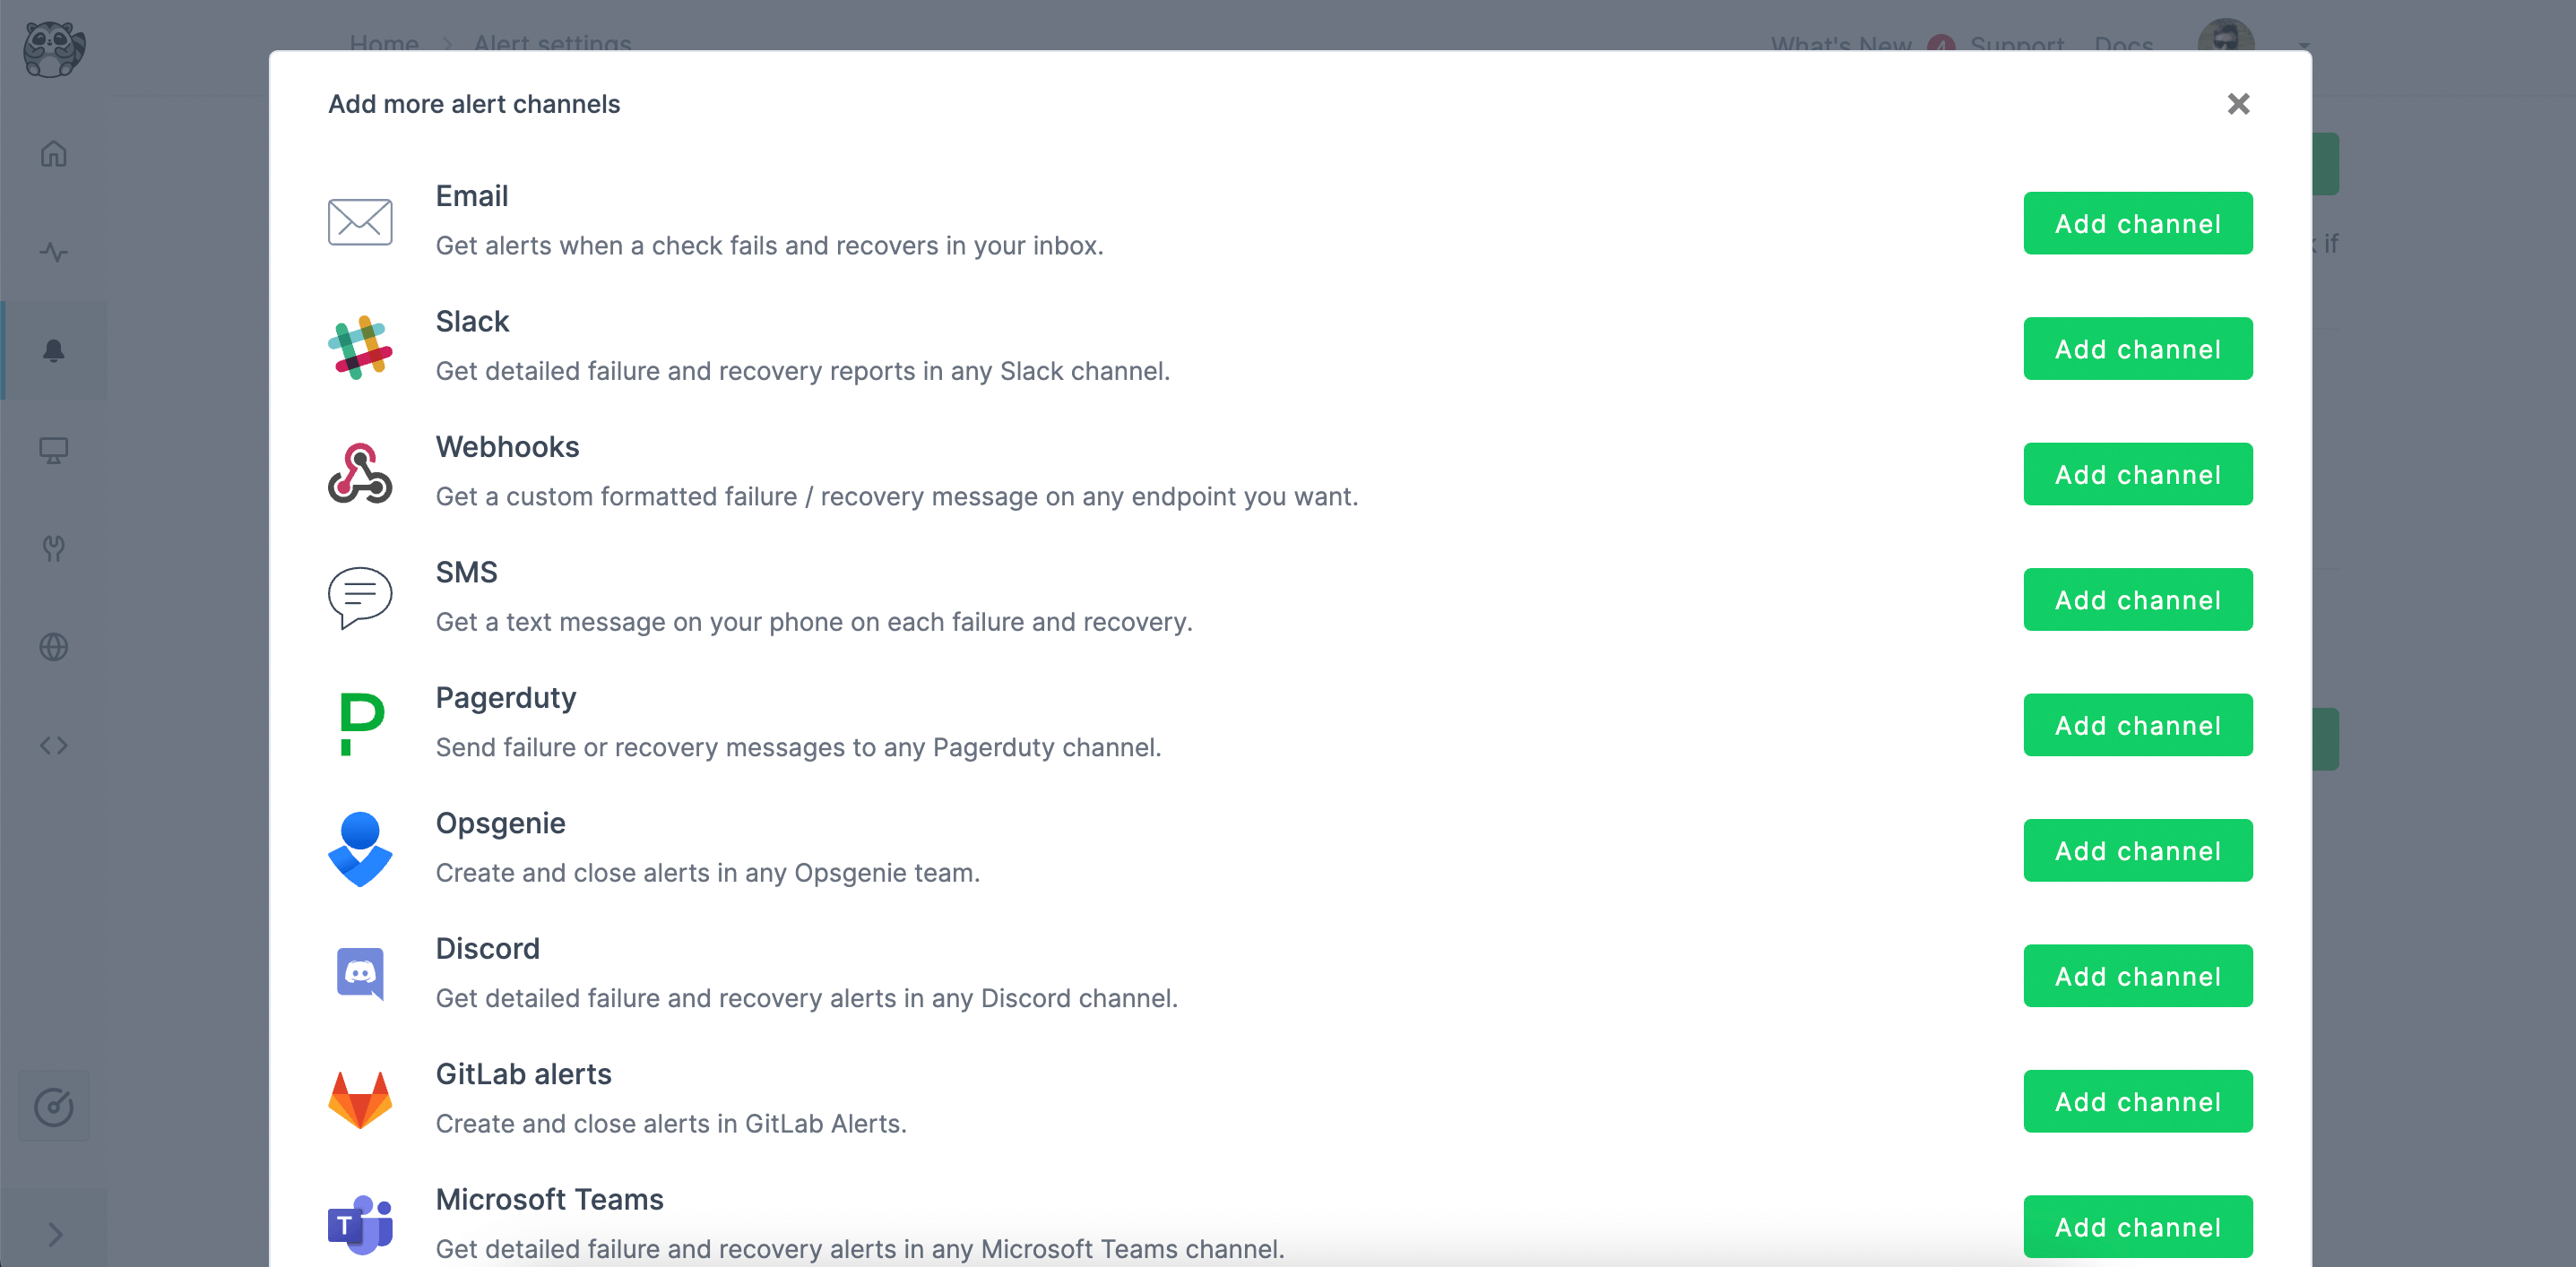 Home > Alert settings
What's New 4 Support Docs
Add more alert channels
Email
Get alerts when a check fails and recovers in your inbox.
Add channel
if
Slack
Get detailed failure and recovery reports in any Slack channel.
Add channel
Webhooks
Get a custom formatted failure / recovery message on any endpoint you want.
Add channel
SMS
Get a text message on your phone on each failure and recovery.
Add channel
Pagerduty
Send failure or recovery messages to any Pagerduty channel.
Add channel
Opsgenie
Create and close alerts in any Opsgenie team.
Add channel
Discord
Get detailed failure and recovery alerts in any Discord channel.
Add channel
GitLab alerts
Create and close alerts in GitLab Alerts.
Add channel
T
Microsoft Teams
Get detailed failure and recovery alerts in any Microsoft Teams channel.
Add channel